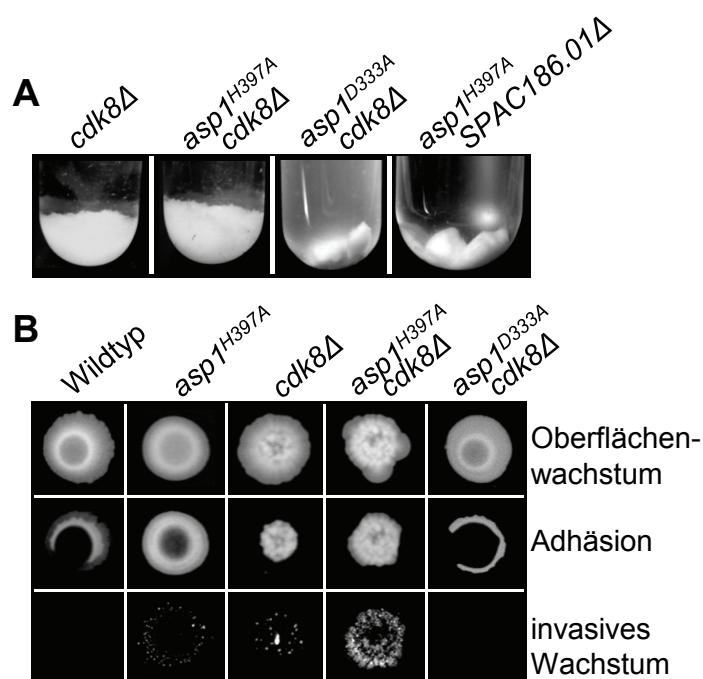 A
cdk8Δ
asp1H397A
cdk8Δ
asp1D333A
cdk8Δ
asp1H397A
SPAC186.01Δ
B
Wildtyp
asp1H397A
cdk8Δ
asp1H397A
cdk8Δ
asp1D333A
cdk8Δ
Oberflächen-
wachstum
Adhäsion
invasives
Wachstum